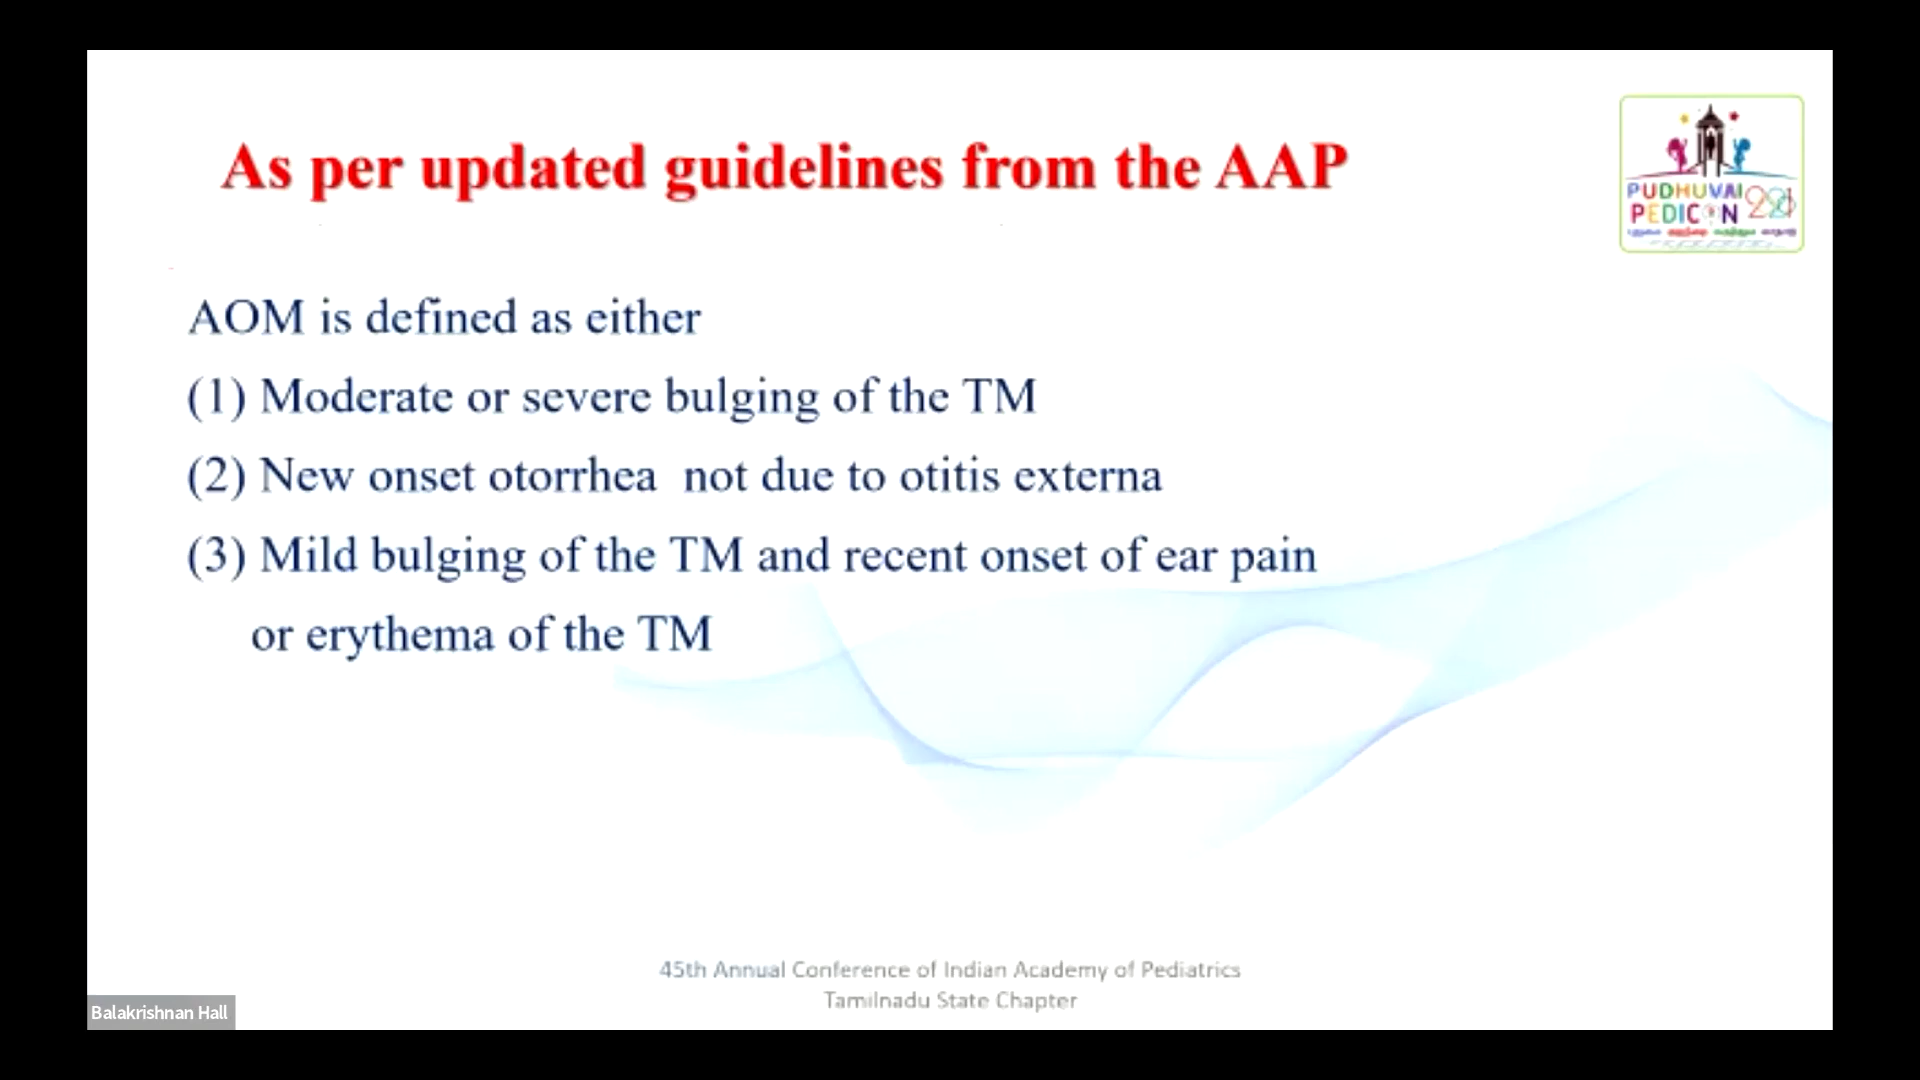 As per updated guidelines from the AAP
PUDHUVAI
PEDICON
AOM is defined as either
(1) Moderate or severe bulging of the TM
(2) New onset otorrhea not due to otitis externa
(3) Mild bulging of the TM and recent onset of ear pain
or erythema of the TM
45th Annual Conference of Indian Academy of Pediatrics
Tamilnadu State Chapter
Balakrishnan Hall